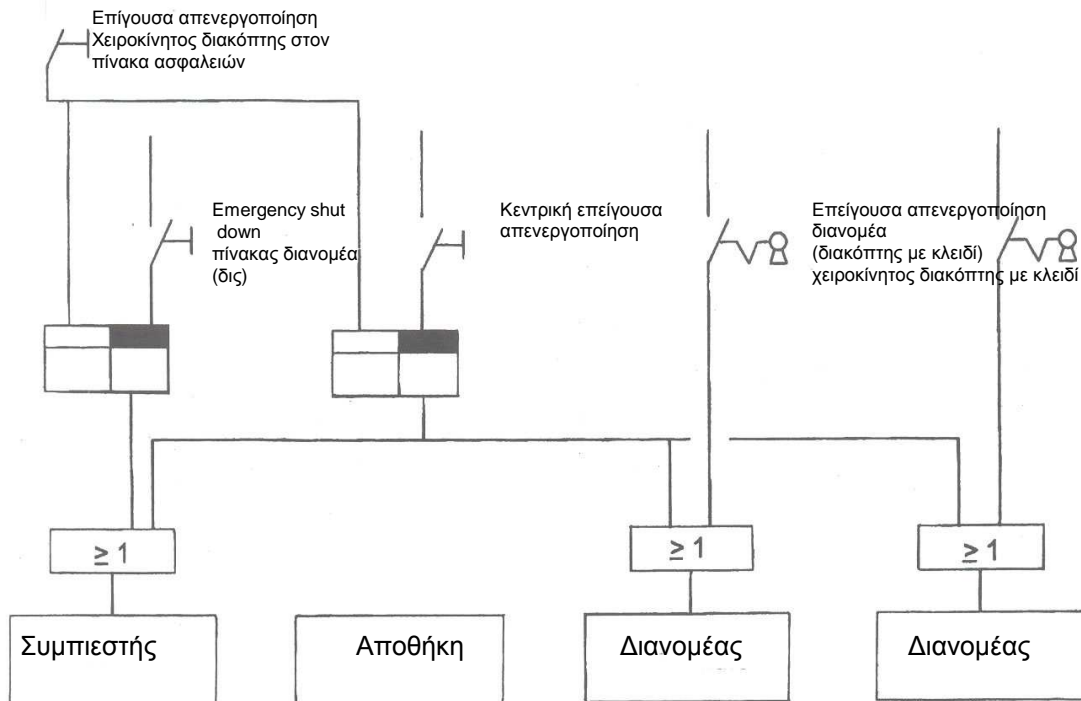 Επίγουσα απενεργοποίηση
Χειροκίνητος διακόπτης στον
πίνακα ασφαλειών
Emergency shut
down
πίνακας διανομέα
(δις)
Κεντρική επείγουσα
απενεργοποίηση
Επείγουσα απενεργοποίηση
διανομέα
(διακόπτης με κλειδί)
χειροκίνητος διακόπτης με κλειδί
≥ 1
≥ 1
≥ 1
Συμπιεστής
Αποθήκη
Διανομέας
Διανομέας